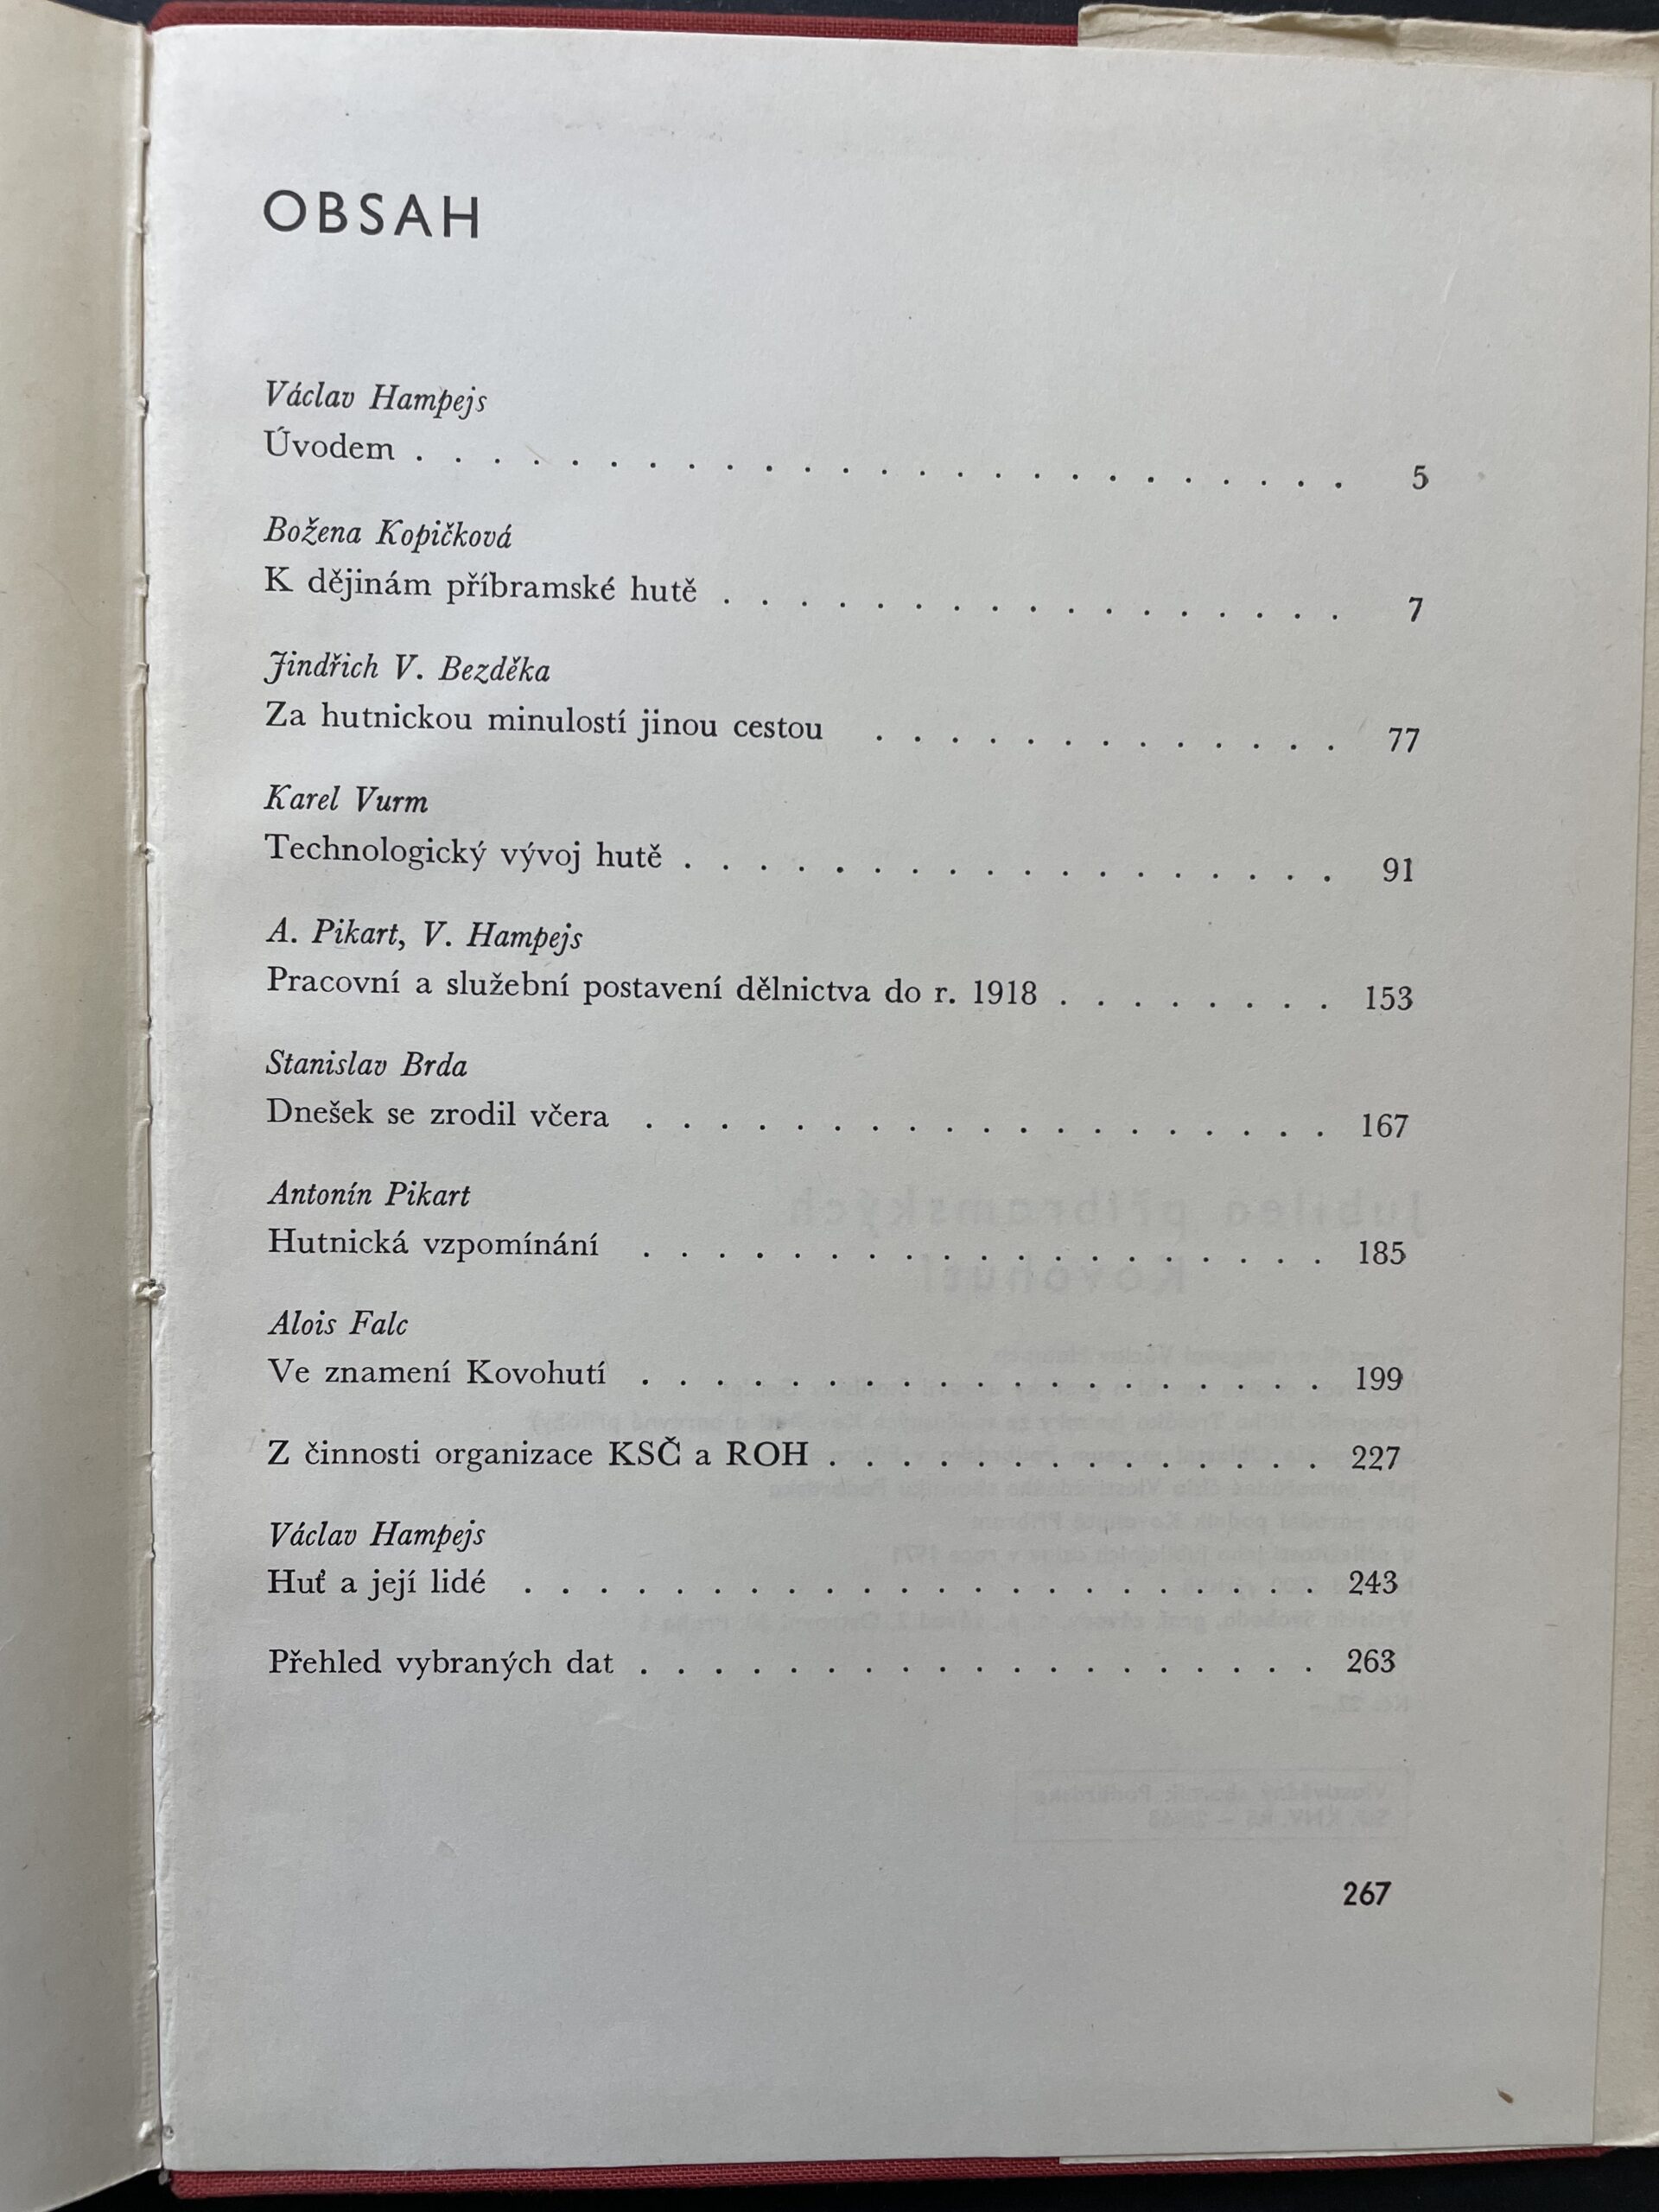 OBSAH
Václav Hampejs
Úvodem . . . . . . . . . . . . . . . . . . . . . . . . . 5
Božena Kopičková
K dějinám příbramské hutě . . . . . . . . . . . . . . . . . 7
Jindřich V. Bezděka
Za hutnickou minulostí jinou cestou . . . . . . . . . . . . . 77
Karel Vurm
Technologický vývoj hutě . . . . . . . . . . . . . . . . . . 91
A. Pikart, V. Hampejs
Pracovní a služební postavení dělnictva do r. 1918 . . . . . . . . 153
Stanislav Brda
Dnešek se zrodil včera . . . . . . . . . . . . . . . . . . . 167
Antonín Pikart
Hutnická vzpomínání . . . . . . . . . . . . . . . . . . . 185
Alois Falc
Ve znamení Kovohutí . . . . . . . . . . . . . . . . . . . 199
Z činnosti organizace KSČ a ROH . . . . . . . . . . . . . . 227
Václav Hampejs
Huť a její lidé . . . . . . . . . . . . . . . . . . . . . . 243
Přehled vybraných dat . . . . . . . . . . . . . . . . . . . 263
267